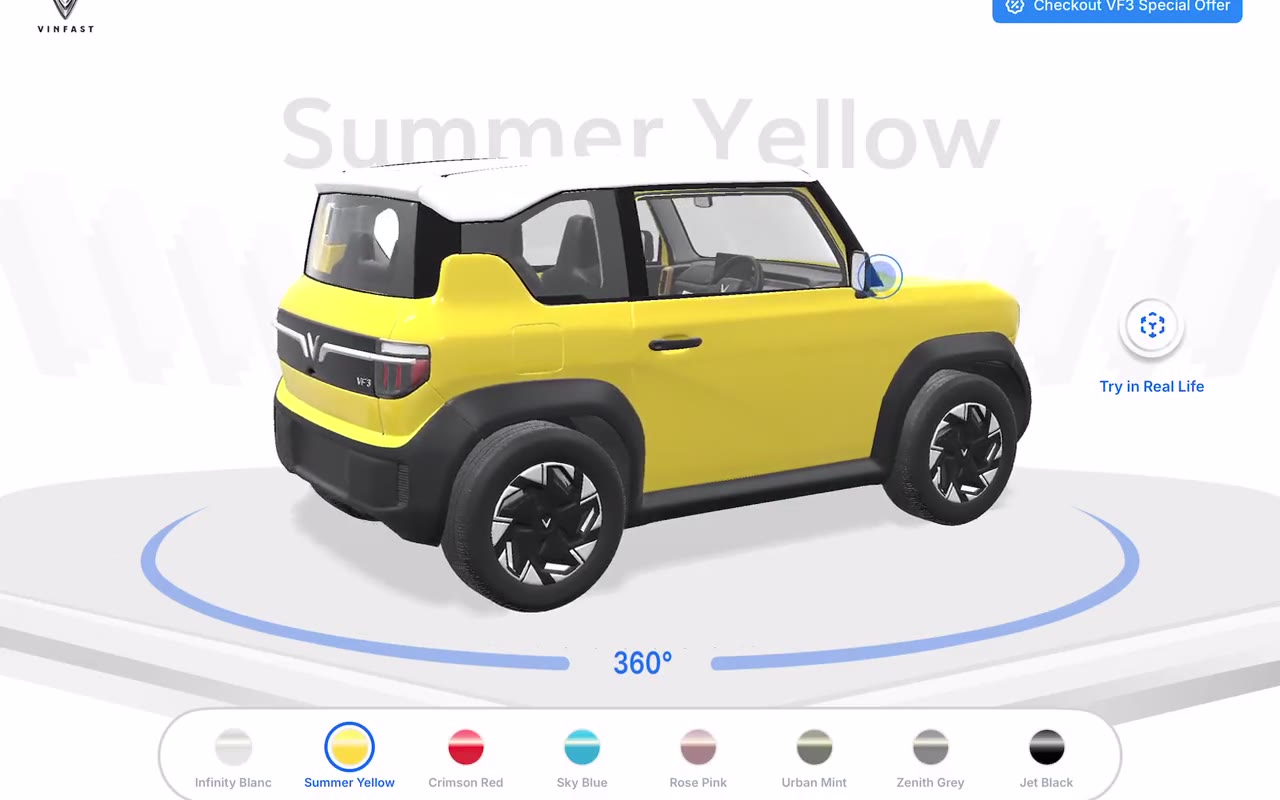 VINFAST
Checkout VF3 Special Offer
Summer Yellow
VF3
Try in Real Life
360°
Infinity Blanc
Summer Yellow
Crimson Red
Sky Blue
Rose Pink
Urban Mint
Zenith Grey
Jet Black